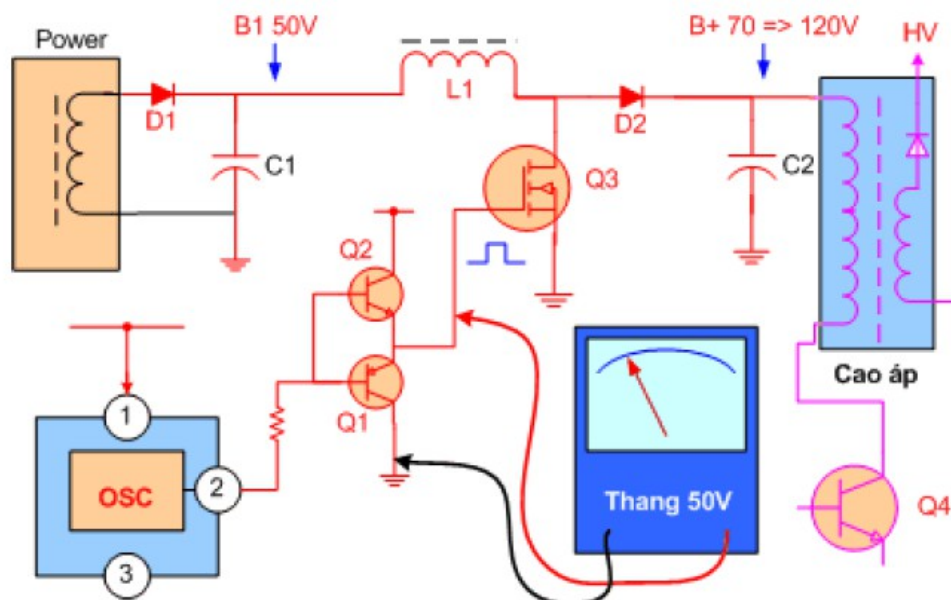 Power
B1 50V
B+ 70 => 120V
HV
D1
L1
D2
C1
Q3
C2
Q2
Q1
Cao áp
1
OSC
2
3
Thang 50V
Q4